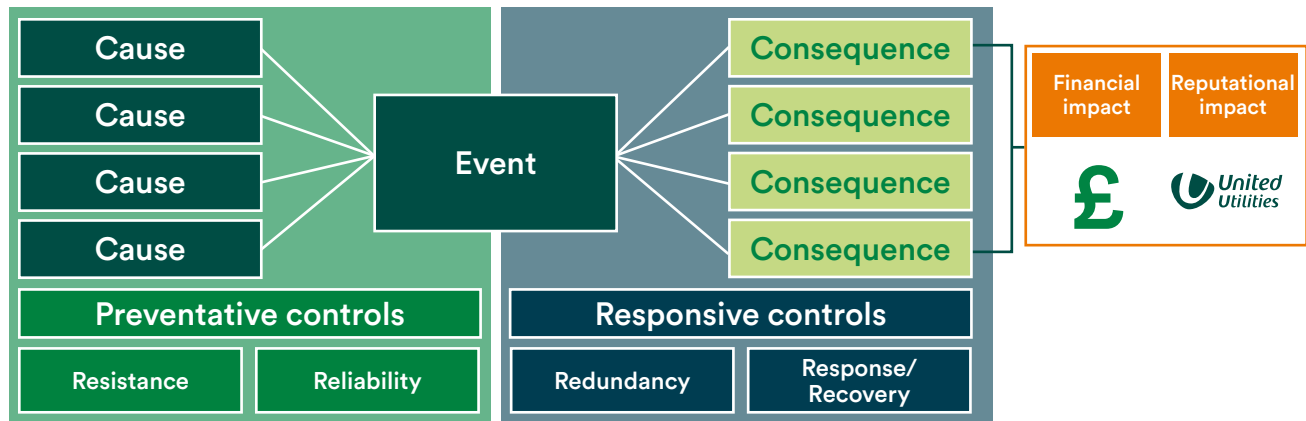 Cause
Cause
Cause
Cause
Event
Consequence
Consequence
Consequence
Consequence
Financial
impact
Reputational
impact
£
United
Utilities
Preventative controls
Resistance
Reliability
Responsive controls
Redundancy
Response/
Recovery